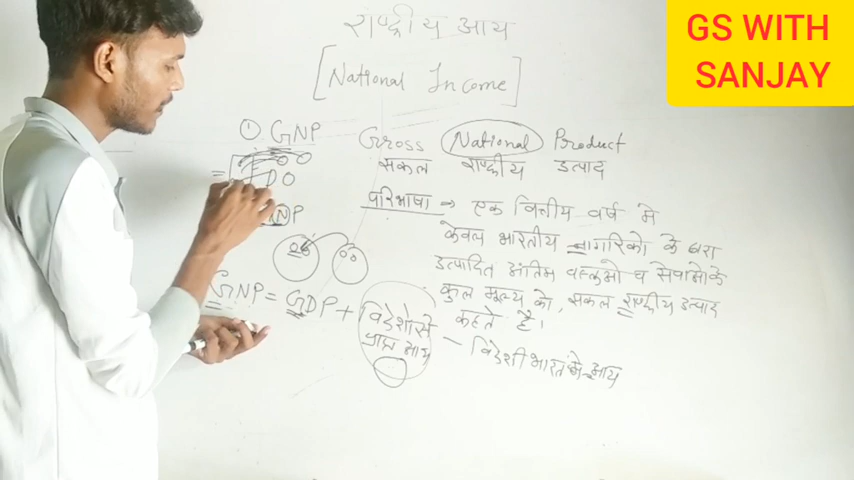 GS WITH
SANJAY
राष्ट्रीय आय
[National Income]
① GNP
Gross National Product
सकल राष्ट्रीय उत्पाद
परिभाषा → एक वित्तीय वर्ष मे
केवल भारतीय नागरिको के द्वारा
उत्पादित अंतिम वस्तुओ व सेवाओके
कुल मूल्य को, सकल राष्ट्रीय उत्पाद
कहते है।
GNP = GDP + विदेशो से
प्राप्त आय – विदेशी भारत मे आय